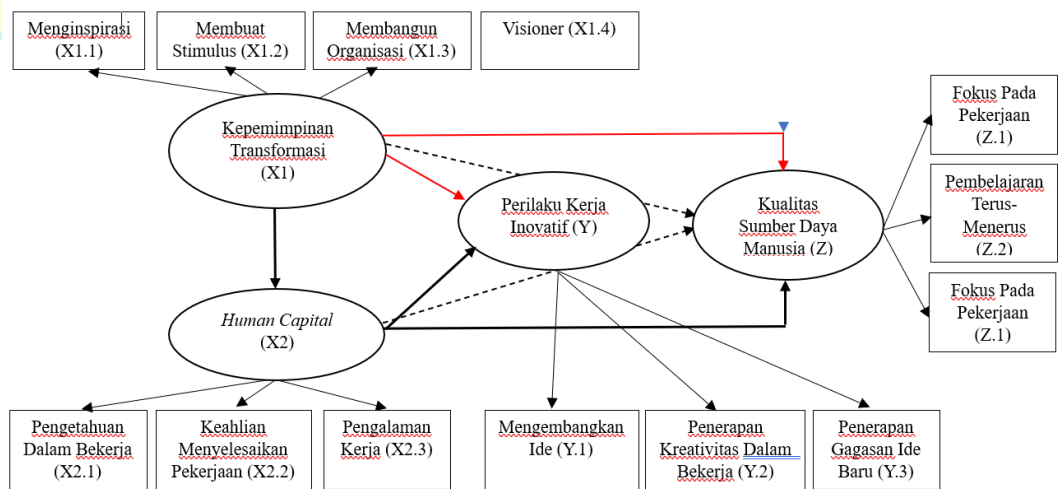 Menginspirasi
(X1.1)
Membuat
Stimulus (X1.2)
Membangun
Organisasi (X1.3)
Visioner (X1.4)
Kepemimpinan
Transformasi
(X1)
Perilaku Kerja
Inovatif (Y)
Kualitas
Sumber Daya
Manusia (Z)
Fokus Pada
Pekerjaan
(Z.1)
Pembelajaran
Terus-
Menerus
(Z.2)
Fokus Pada
Pekerjaan
(Z.1)
Human Capital
(X2)
Pengetahuan
Dalam Bekerja
(X2.1)
Keahlian
Menyelesaikan
Pekerjaan (X2.2)
Pengalaman
Kerja (X2.3)
Mengembangkan
Ide (Y.1)
Penerapan
Kreativitas Dalam
Bekerja (Y.2)
Penerapan
Gagasan Ide
Baru (Y.3)